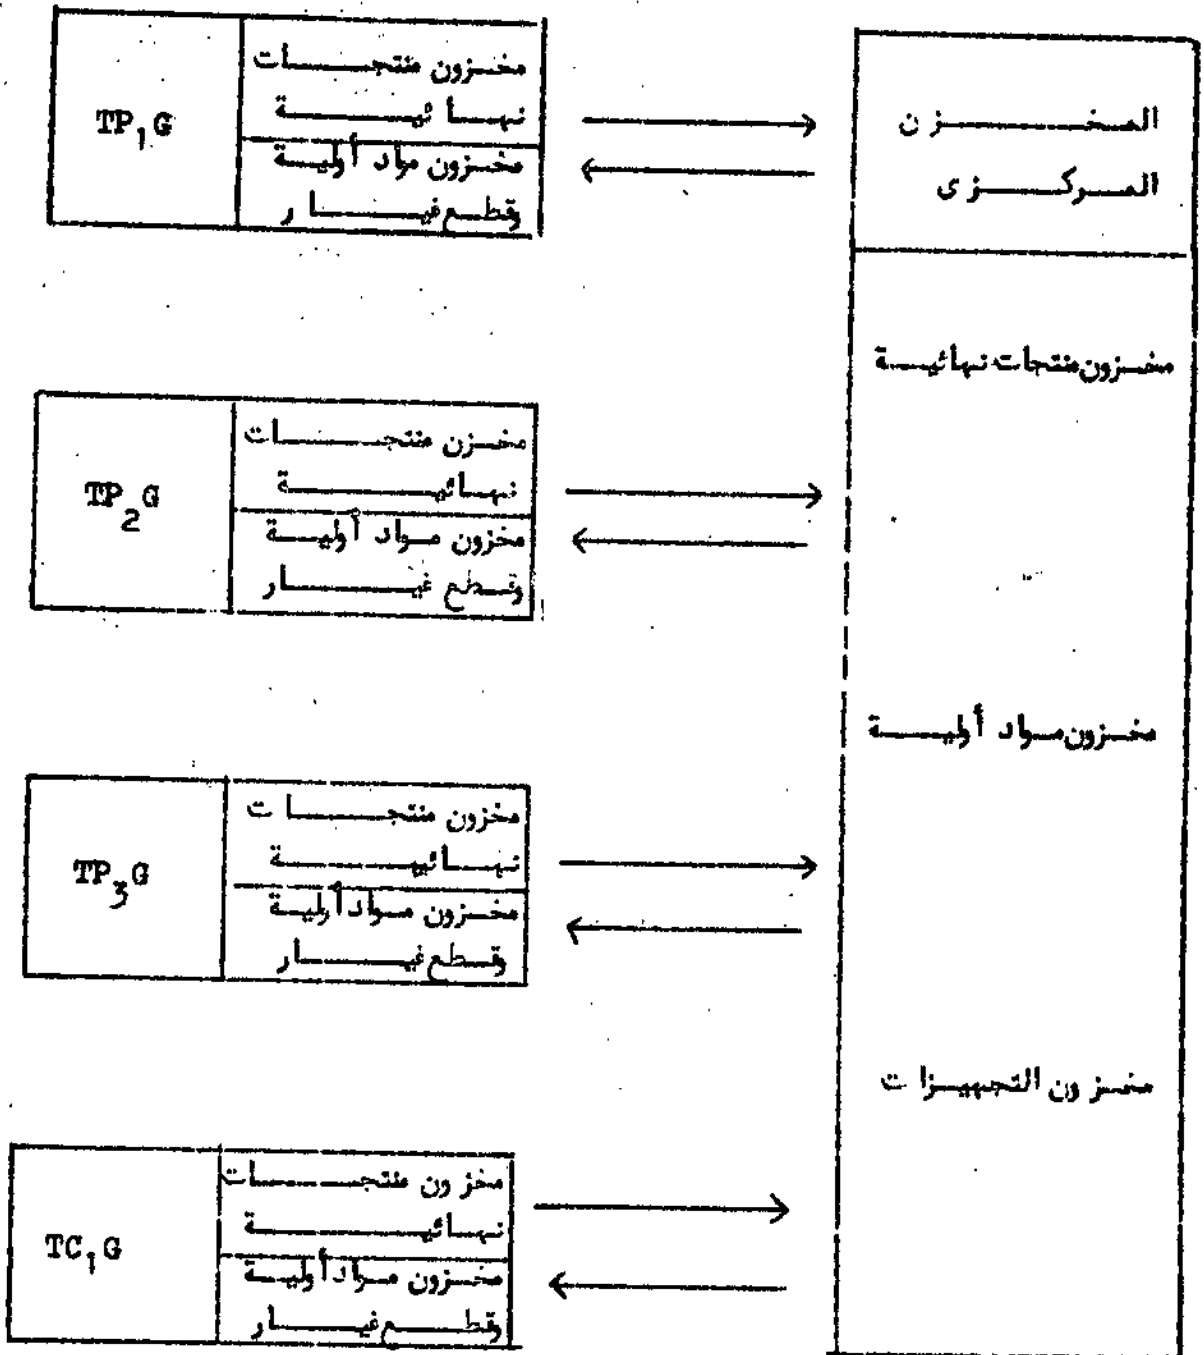 المخزن
المركزى
مخزون منتجات نهائية
مخزون مواد أولية
مخزون التجهيزات
TP₁G
مخزون منتجات
نهائية
مخزون مواد أولية
وقطع غيار
TP₂G
مخزن منتجات
نهائية
مخزون مواد أولية
وقطع غيار
TP₃G
مخزون منتجات
نهائية
مخزون مواد أولية
وقطع غيار
TC₁G
مخزون منتجات
نهائية
مخزون مواد أولية
وقطع غيار